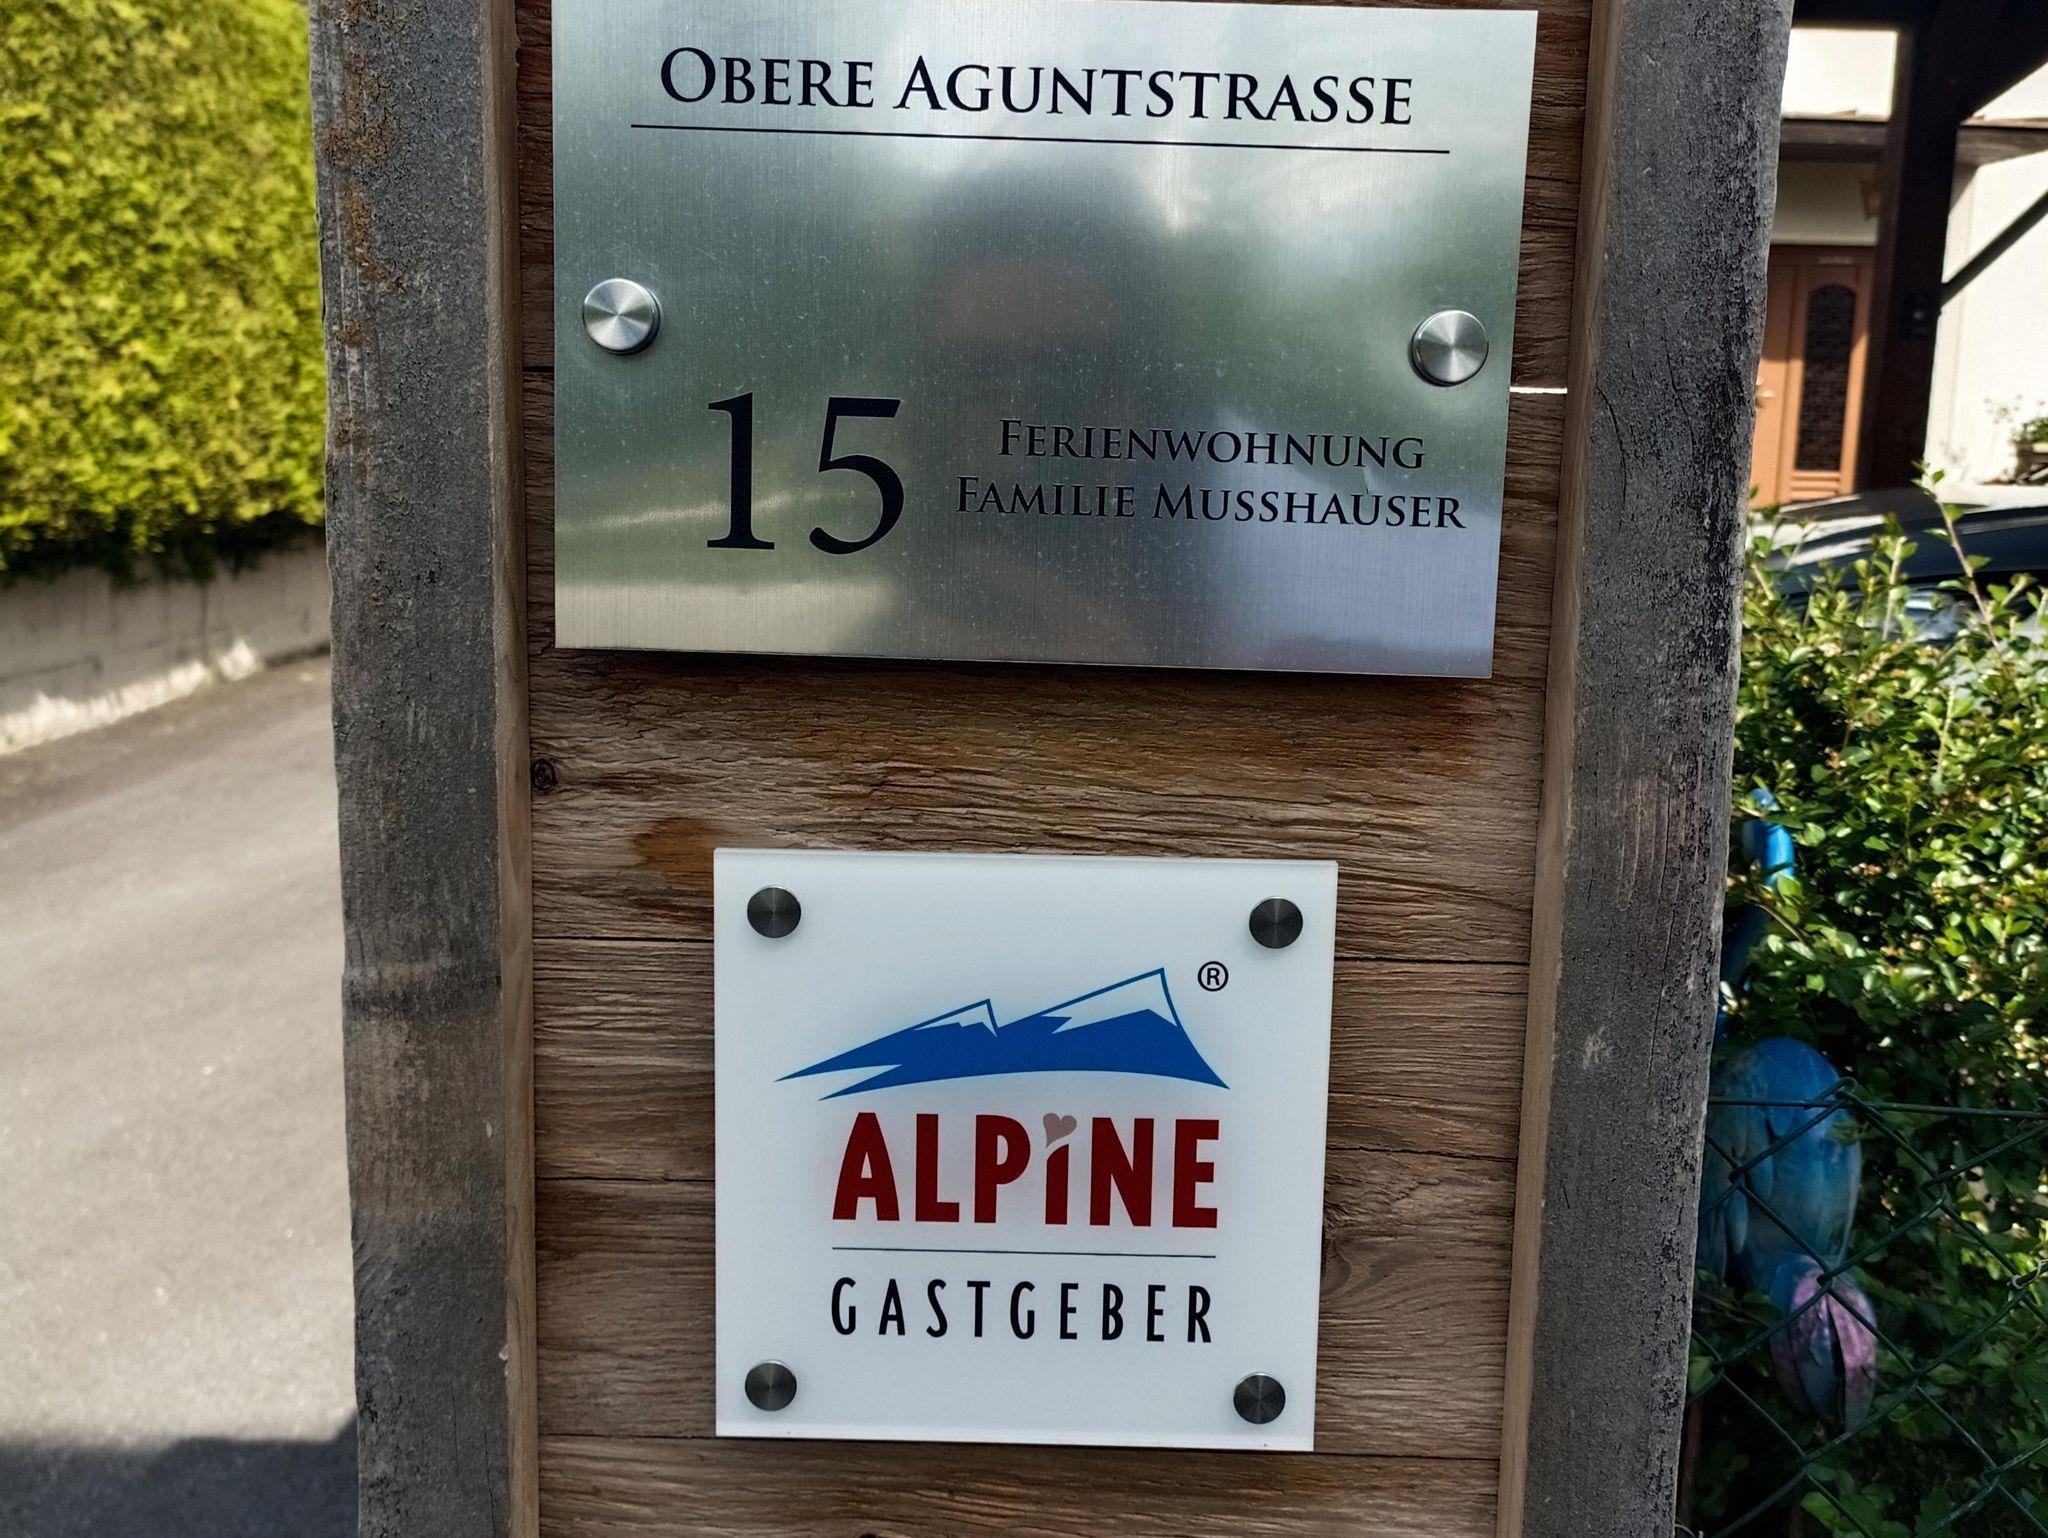 OBERE AGUNTSTRASSE
15
FERIENWOHNUNG
FAMILIE MUSSHAUSER
®
ALPiNE
GASTGEBER